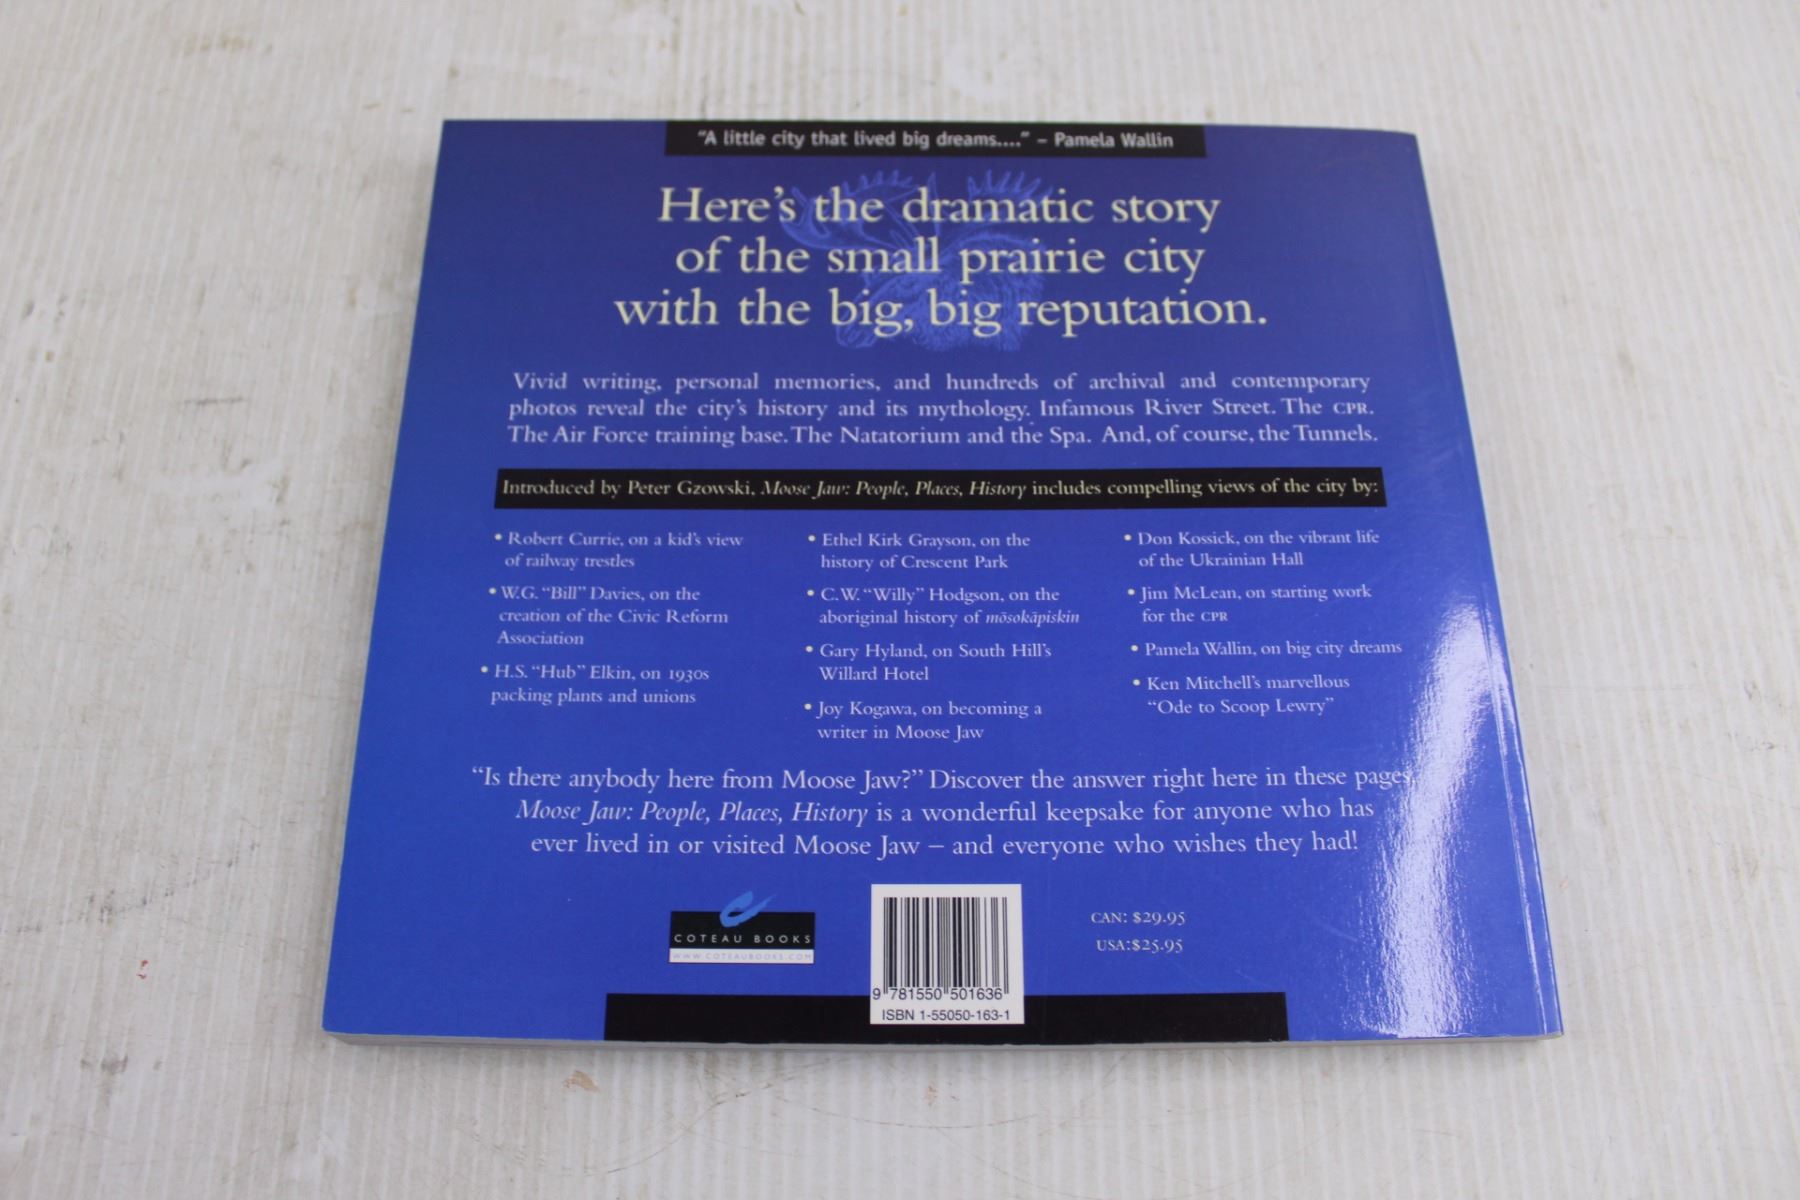 "A little city that lived big dreams...." – Pamela Wallin
Here's the dramatic story
of the small prairie city
with the big, big reputation.
Vivid writing, personal memories, and hundreds of archival and contemporary
photos reveal the city's history and its mythology. Infamous River Street. The CPR.
The Air Force training base. The Natatorium and the Spa. And, of course, the Tunnels.
Introduced by Peter Gzowski, Moose Jaw: People, Places, History includes compelling views of the city by:
• Robert Currie, on a kid's view
of railway trestles
• W.G. "Bill" Davies, on the
creation of the Civic Reform
Association
• H.S. "Hub" Elkin, on 1930s
packing plants and unions
• Ethel Kirk Grayson, on the
history of Crescent Park
• C.W. "Willy" Hodgson, on the
aboriginal history of mōsokāpiskin
• Gary Hyland, on South Hill's
Willard Hotel
• Joy Kogawa, on becoming a
writer in Moose Jaw
• Don Kossick, on the vibrant life
of the Ukrainian Hall
• Jim McLean, on starting work
for the CPR
• Pamela Wallin, on big city dreams
• Ken Mitchell's marvellous
"Ode to Scoop Lewry"
"Is there anybody here from Moose Jaw?" Discover the answer right here in these pages.
Moose Jaw: People, Places, History is a wonderful keepsake for anyone who has
ever lived in or visited Moose Jaw – and everyone who wishes they had!
COTEAU BOOKS
WWW.COTEAUBOOKS.COM
9 781550 501636
ISBN 1-55050-163-1
CAN: $29.95
USA:$25.95